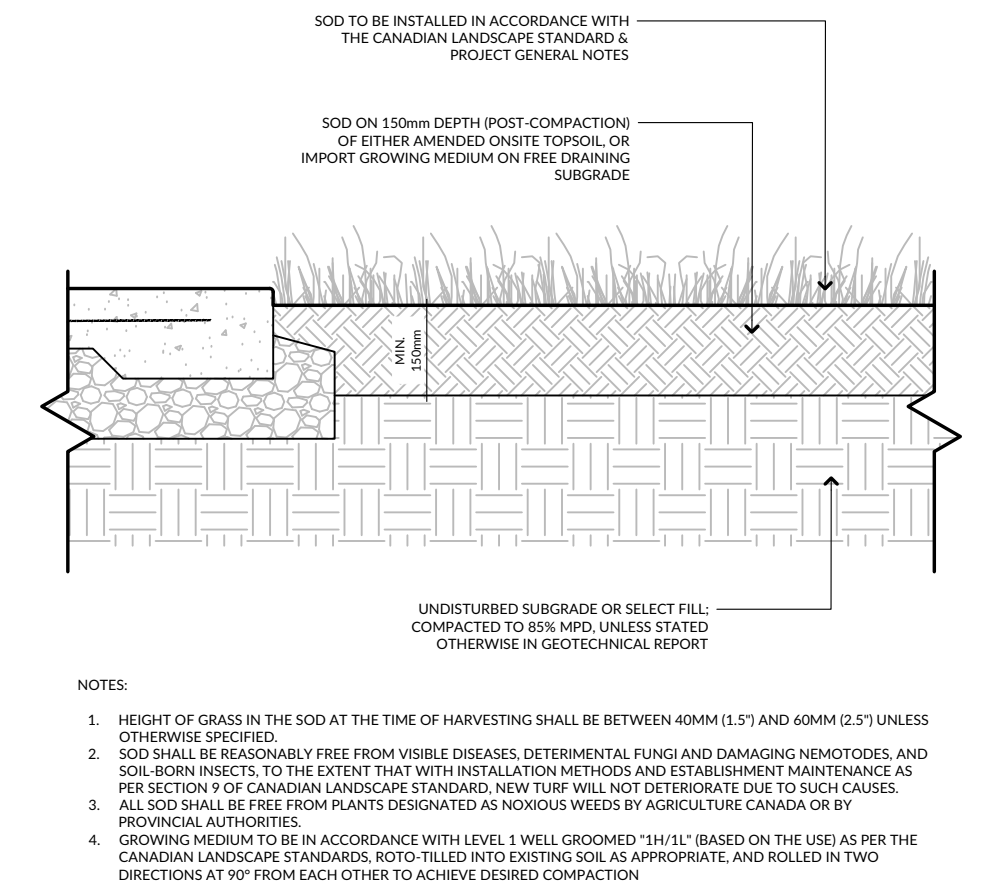 SOD TO BE INSTALLED IN ACCORDANCE WITH
THE CANADIAN LANDSCAPE STANDARD &
PROJECT GENERAL NOTES
SOD ON 150mm DEPTH (POST-COMPACTION)
OF EITHER AMENDED ONSITE TOPSOIL, OR
IMPORT GROWING MEDIUM ON FREE DRAINING
SUBGRADE
MIN.
150mm
UNDISTURBED SUBGRADE OR SELECT FILL;
COMPACTED TO 85% MPD, UNLESS STATED
OTHERWISE IN GEOTECHNICAL REPORT
NOTES:
1. HEIGHT OF GRASS IN THE SOD AT THE TIME OF HARVESTING SHALL BE BETWEEN 40MM (1.5") AND 60MM (2.5") UNLESS
OTHERWISE SPECIFIED.
2. SOD SHALL BE REASONABLY FREE FROM VISIBLE DISEASES, DETERIMENTAL FUNGI AND DAMAGING NEMOTODES, AND
SOIL-BORN INSECTS, TO THE EXTENT THAT WITH INSTALLATION METHODS AND ESTABLISHMENT MAINTENANCE AS
PER SECTION 9 OF CANADIAN LANDSCAPE STANDARD, NEW TURF WILL NOT DETERIORATE DUE TO SUCH CAUSES.
3. ALL SOD SHALL BE FREE FROM PLANTS DESIGNATED AS NOXIOUS WEEDS BY AGRICULTURE CANADA OR BY
PROVINCIAL AUTHORITIES.
4. GROWING MEDIUM TO BE IN ACCORDANCE WITH LEVEL 1 WELL GROOMED "1H/1L" (BASED ON THE USE) AS PER THE
CANADIAN LANDSCAPE STANDARDS, ROTO-TILLED INTO EXISTING SOIL AS APPROPRIATE, AND ROLLED IN TWO
DIRECTIONS AT 90° FROM EACH OTHER TO ACHIEVE DESIRED COMPACTION